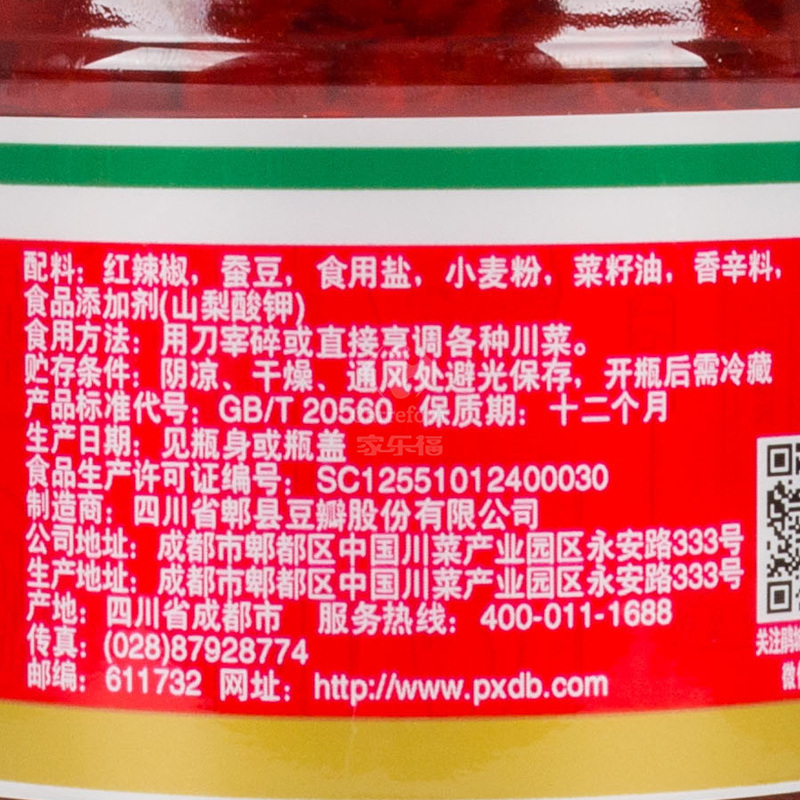 配料：红辣椒，蚕豆，食用盐，小麦粉，菜籽油，香辛料，
食品添加剂(山梨酸钾)
食用方法：用刀宰碎或直接烹调各种川菜。
贮存条件：阴凉、干燥、通风处避光保存，开瓶后需冷藏
产品标准代号：GB/T 20560 保质期：十二个月
生产日期：见瓶身或瓶盖
家乐福
食品生产许可证编号：SC12551012400030
制造商：四川省郫县豆瓣股份有限公司
公司地址：成都市郫都区中国川菜产业园区永安路333号
生产地址：成都市郫都区中国川菜产业园区永安路333号
产地：四川省成都市 服务热线：400-011-1688
关注鹃
传真：(028)87928774
微
邮编：611732 网址：http://www.pxdb.com